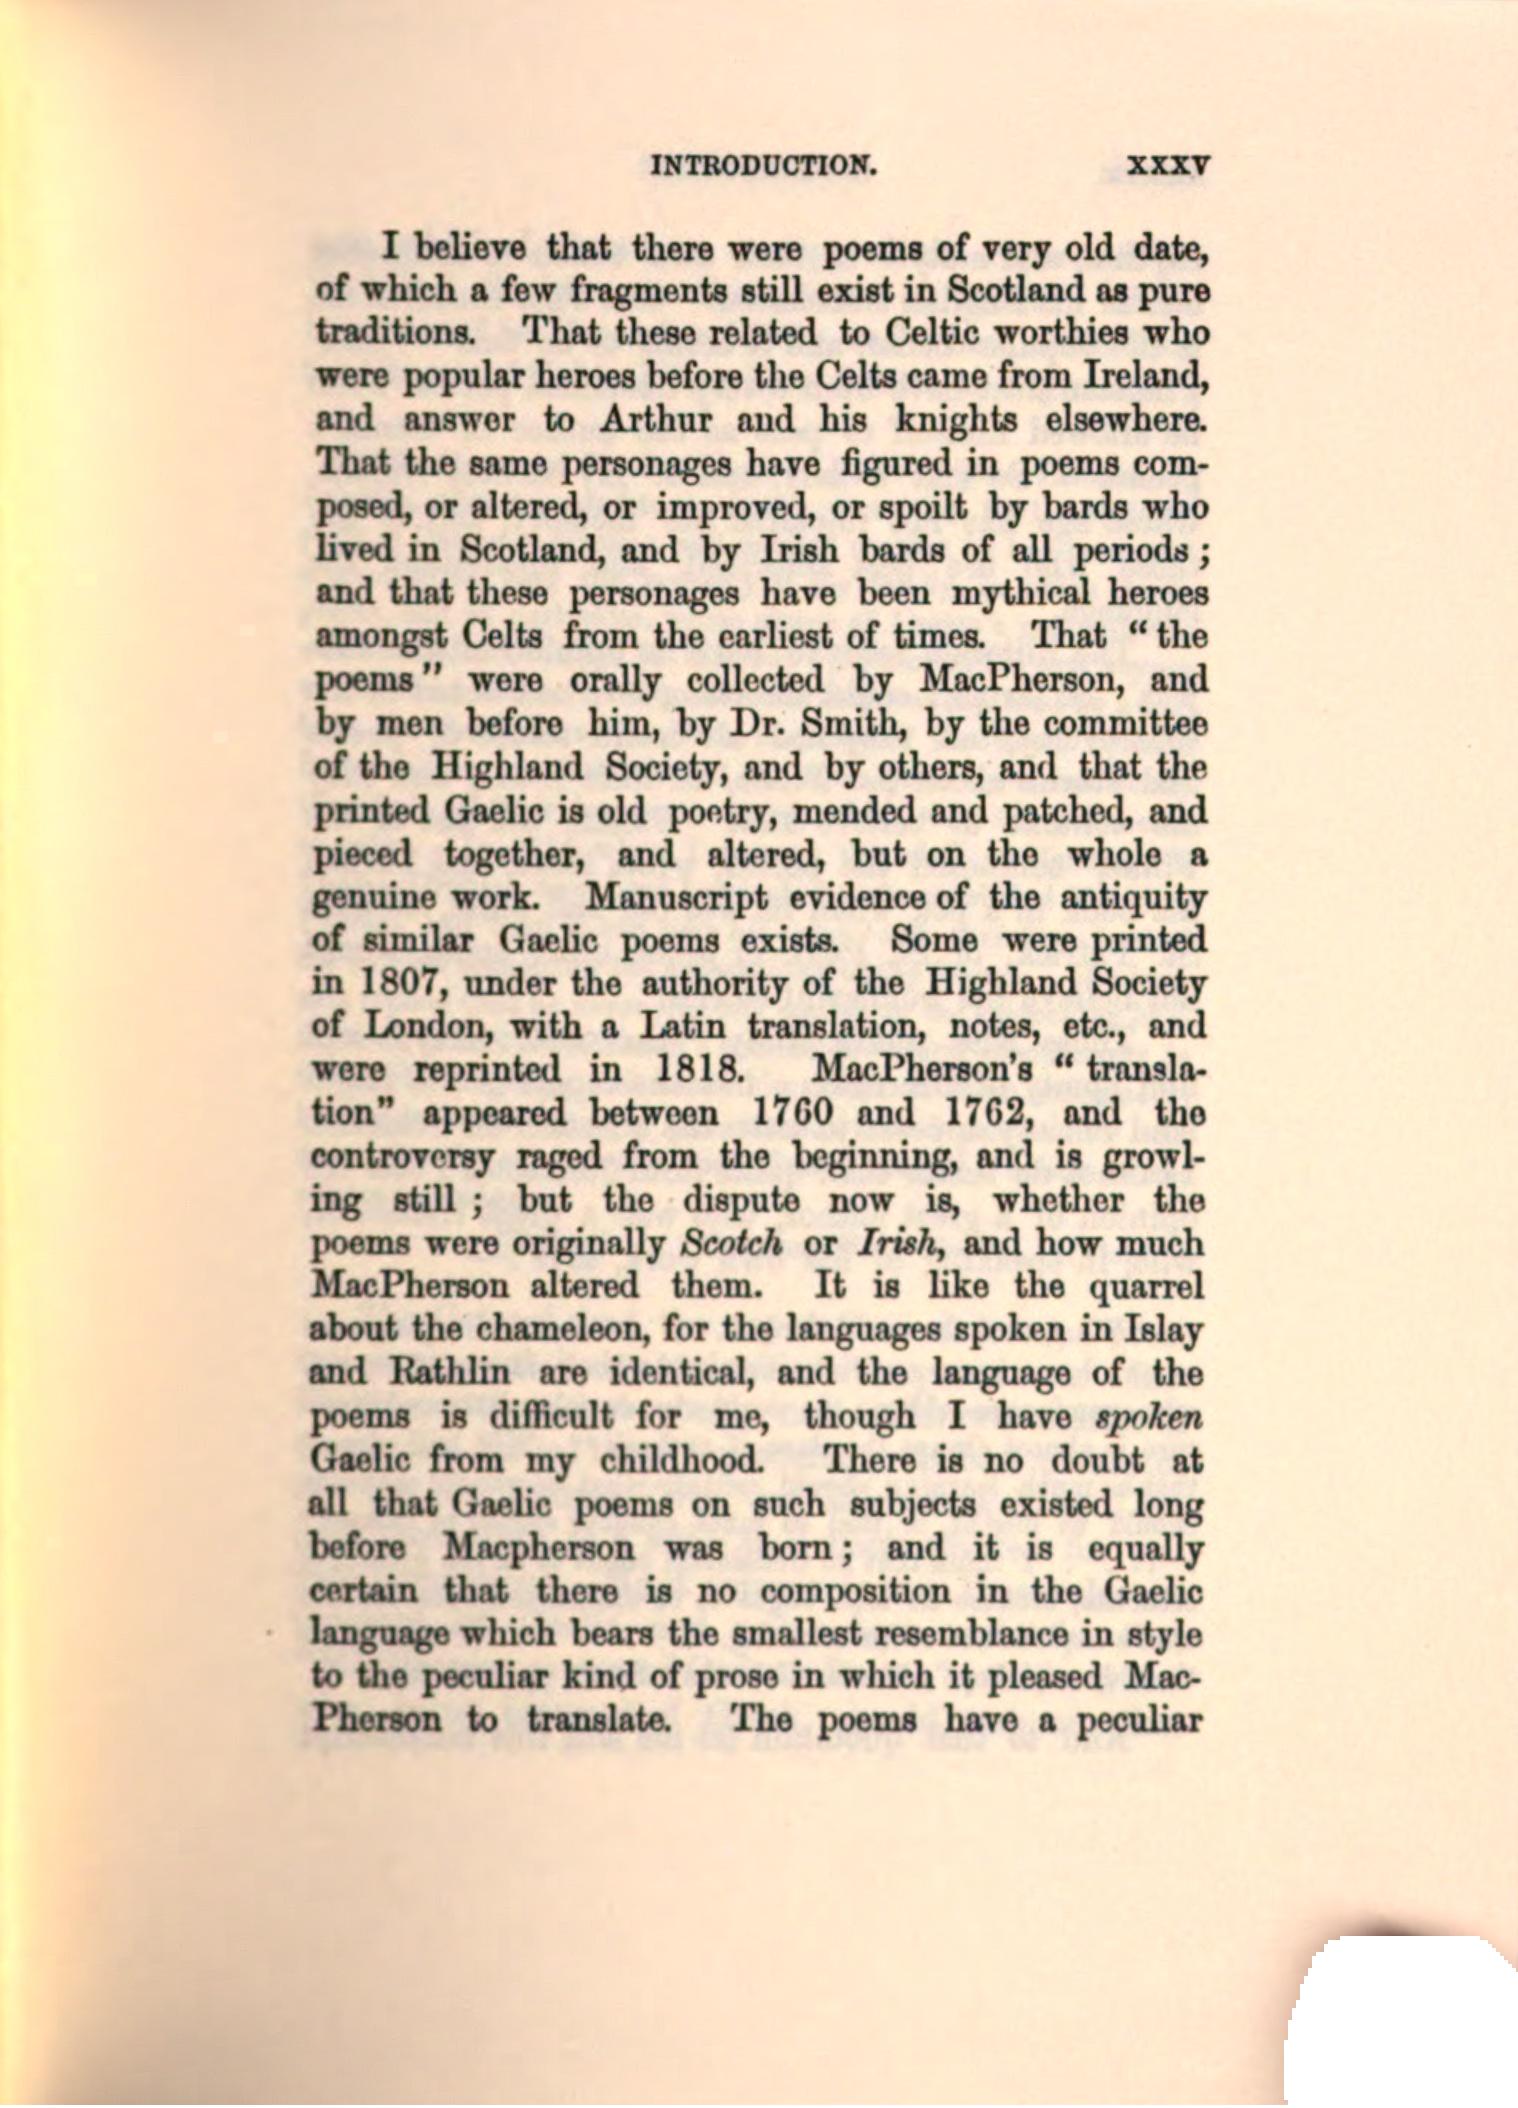 INTRODUCTION. XXXV
I believe that there were poems of very old date,
of which a few fragments still exist in Scotland as pure
traditions. That these related to Celtic worthies who
were popular heroes before the Celts came from Ireland,
and answer to Arthur and his knights elsewhere.
That the same personages have figured in poems com-
posed, or altered, or improved, or spoilt by bards who
lived in Scotland, and by Irish bards of all periods ;
and that these personages have been mythical heroes
amongst Celts from the earliest of times. That “ the
poems ” were orally collected by MacPherson, and
by men before him, by Dr. Smith, by the committee
of the Highland Society, and by others, and that the
printed Gaelic is old poetry, mended and patched, and
pieced together, and altered, but on the whole a
genuine work. Manuscript evidence of the antiquity
of similar Gaelic poems exists. Some were printed
in 1807, under the authority of the Highland Society
of London, with a Latin translation, notes, etc., and
were reprinted in 1818. MacPherson's “ transla-
tion” appeared between 1760 and 1762, and the
controversy raged from the beginning, and is growl-
ing still ; but the dispute now is, whether the
poems were originally Scotch or Irish, and how much
MacPherson altered them. It is like the quarrel
about the chameleon, for the languages spoken in Islay
and Rathlin are identical, and the language of the
poems is difficult for me, though I have spoken
Gaelic from my childhood. There is no doubt at
all that Gaelic poems on such subjects existed long
before Macpherson was born ; and it is equally
certain that there is no composition in the Gaelic
language which bears the smallest resemblance in style
to the peculiar kind of prose in which it pleased Mac-
Pherson to translate. The poems have a peculiar